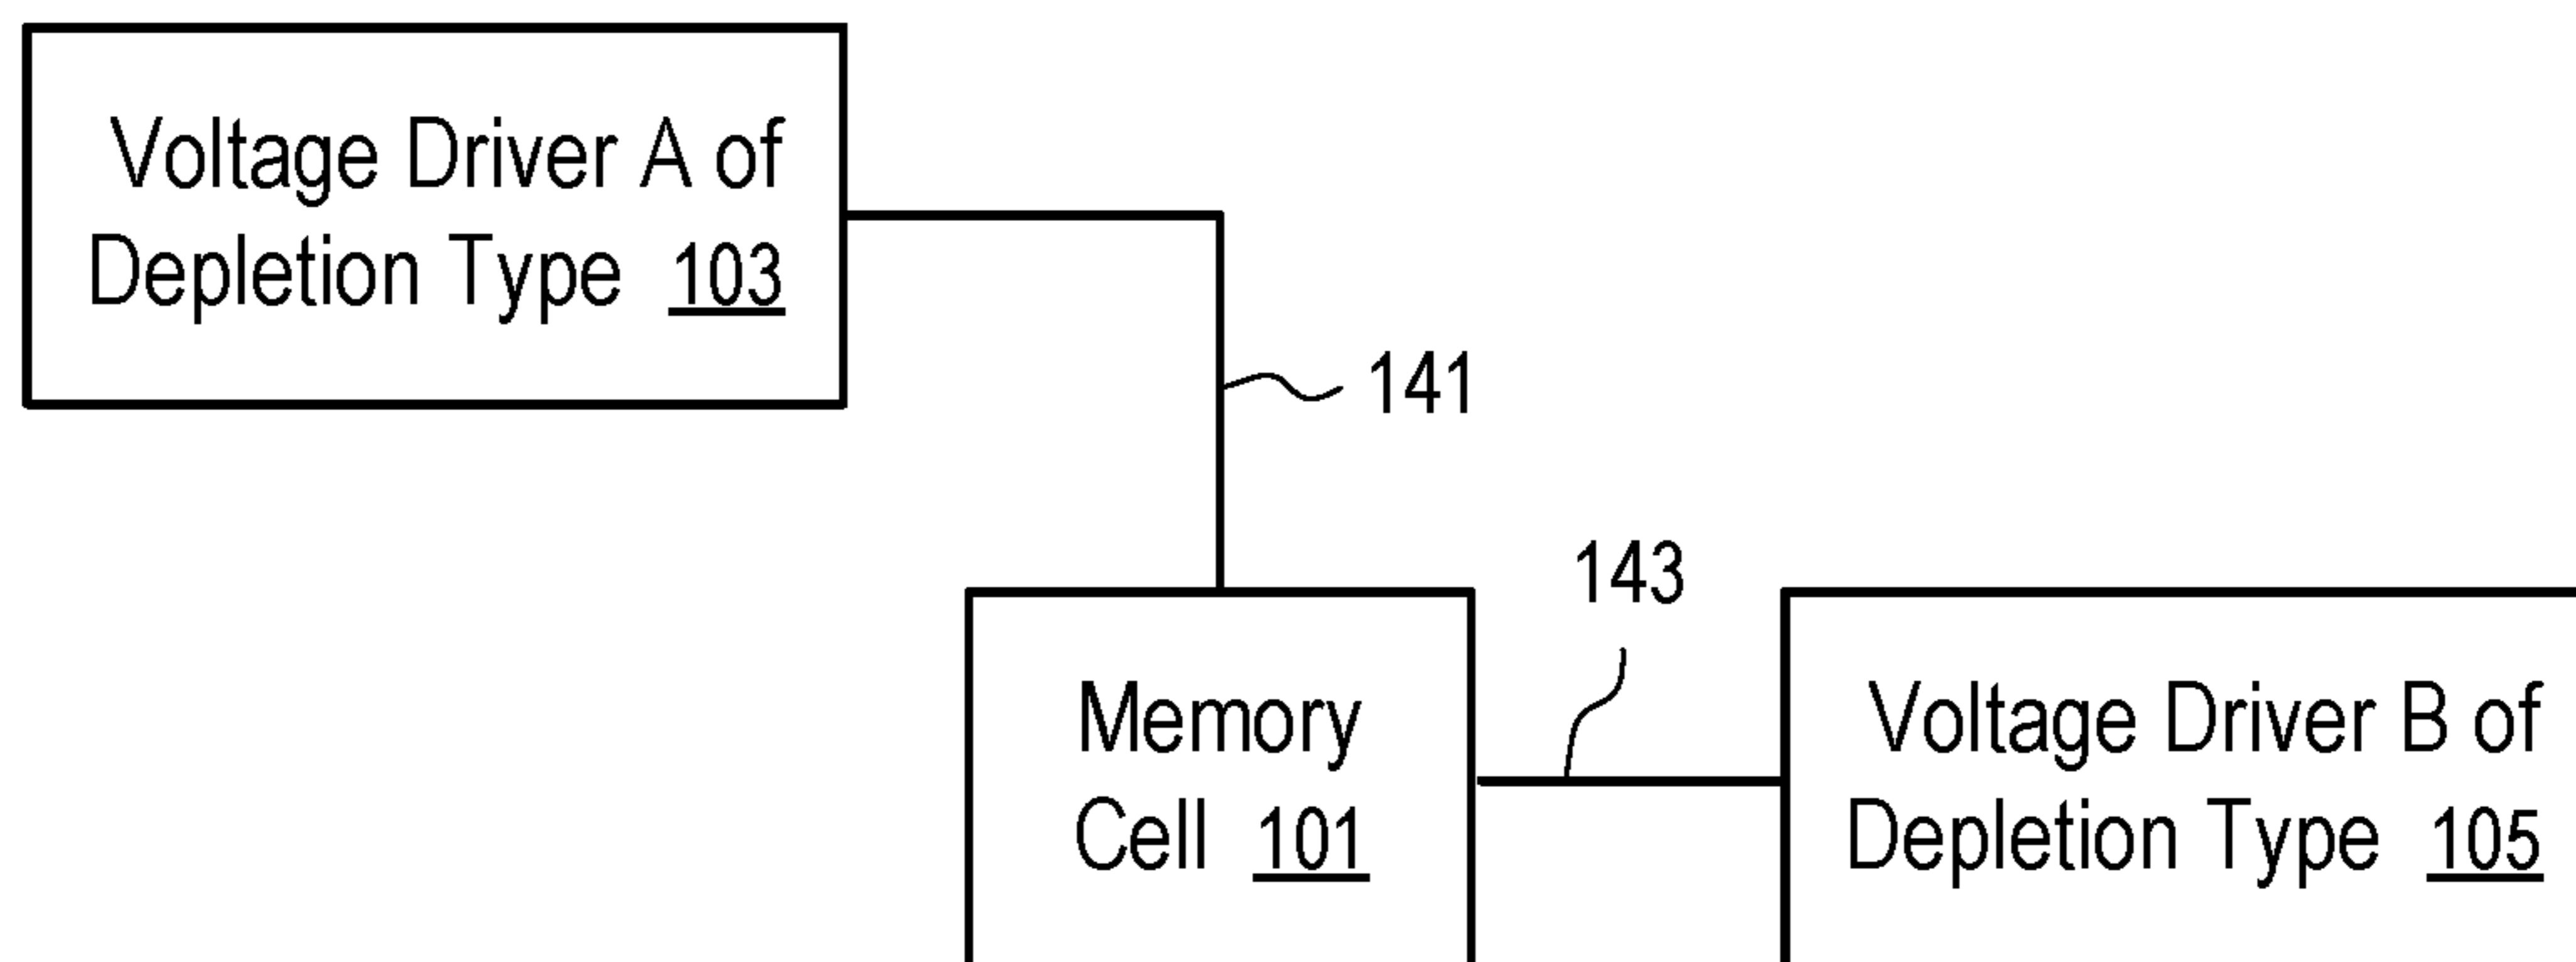 Voltage Driver A of
Depletion Type 103
141
143
Memory
Cell 101
Voltage Driver B of
Depletion Type 105